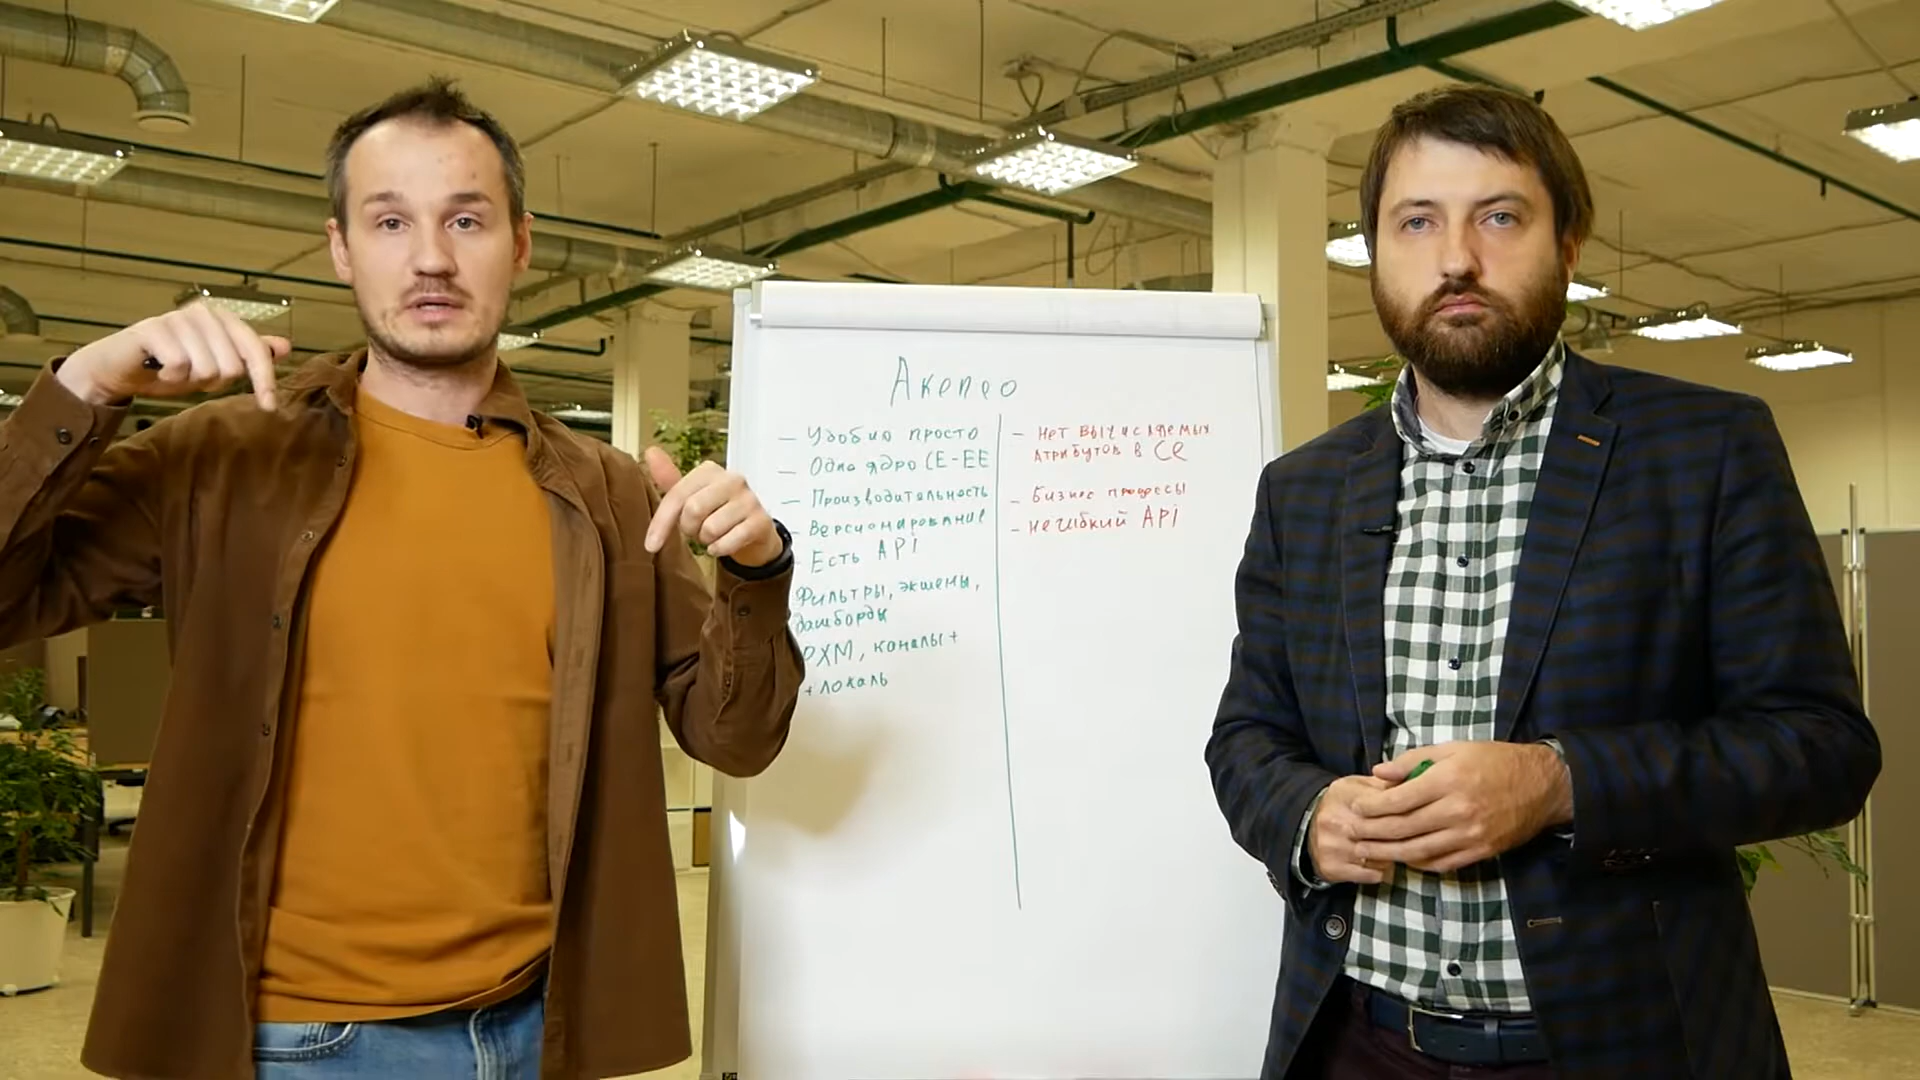 Акепео
— Удобно просто
— Одно ядро CE-EE
— Производительность
— Версионирование
- Есть API
Фильтры, экшены,
дашборды
PXM, каналы +
+ локаль
- Нет вычисляемых
атрибутов в CE
- Бизнес процессы
- негибкий APi